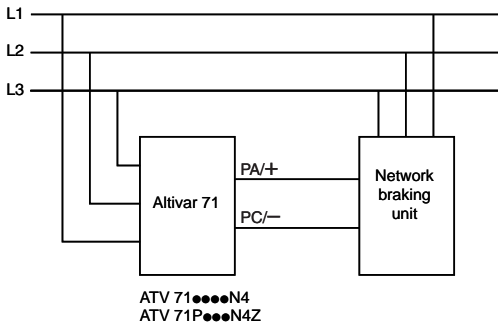 L1
L2
L3
PA/+
Altivar 71
Network
braking
unit
PC/−
ATV 71●●●●N4
ATV 71P●●●N4Z